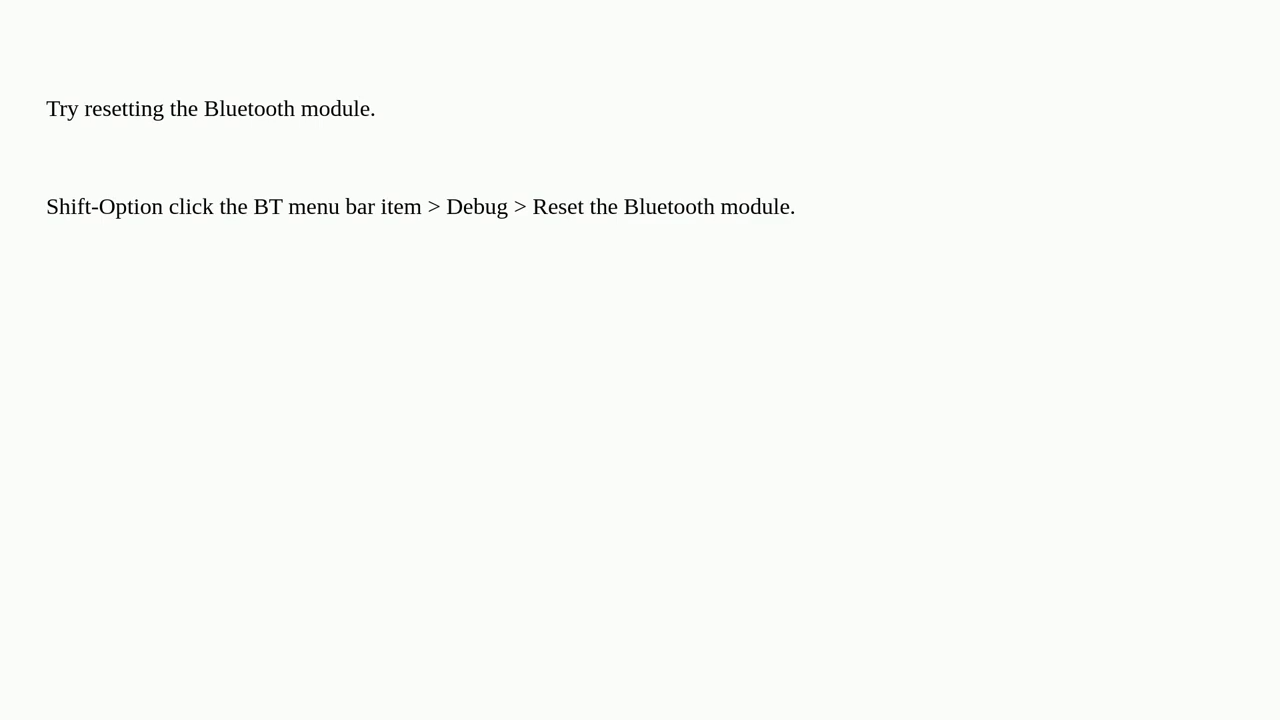 Try resetting the Bluetooth module.
Shift-Option click the BT menu bar item > Debug > Reset the Bluetooth module.